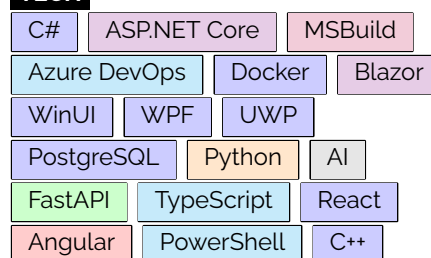 TECH
C# ASP.NET Core MSBuild
Azure DevOps Docker Blazor
WinUI WPF UWP
PostgreSQL Python AI
FastAPI TypeScript React
Angular PowerShell C++